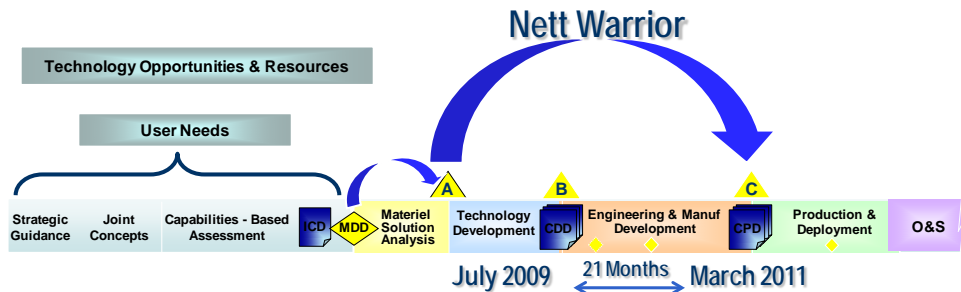 Nett Warrior
Technology Opportunities & Resources
User Needs
A
B
C
Strategic
Guidance
Joint
Concepts
Capabilities - Based
Assessment
ICD
MDD
Materiel
Solution
Analysis
Technology
Development
CDD
Engineering & Manuf
Development
CPD
Production &
Deployment
O&S
July 2009
21 Months
March 2011